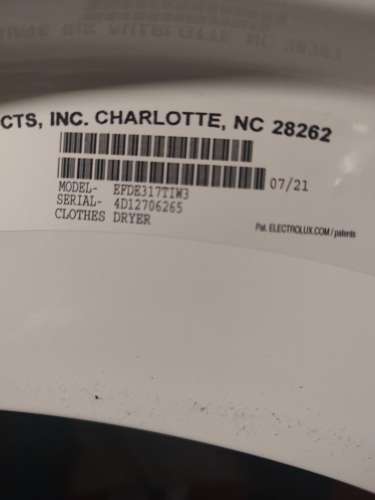 CTS, INC. CHARLOTTE, NC 28262
07/21
MODEL- EFDE317TIW3
SERIAL- 4D12706265
CLOTHES DRYER
Pat. ELECTROLUX.COM/patents